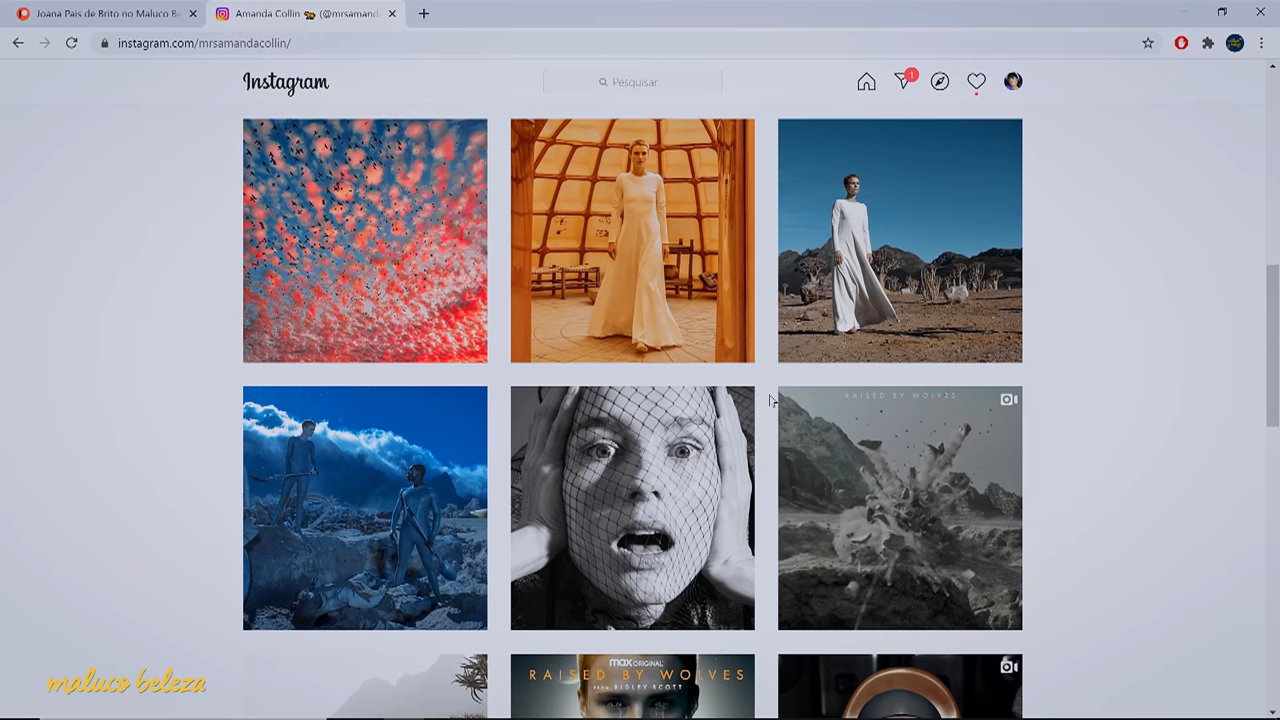 Joana Pais de Brito no Maluco Be
Amanda Collin 🐅 (@mrsamand
instagram.com/mrsamandacollin/
Instagram
Pesquisar
1
RAISED BY WOLVES
max ORIGINAL
RAISED BY WOLVES
RIDLEY SCOTT
maluco beleza